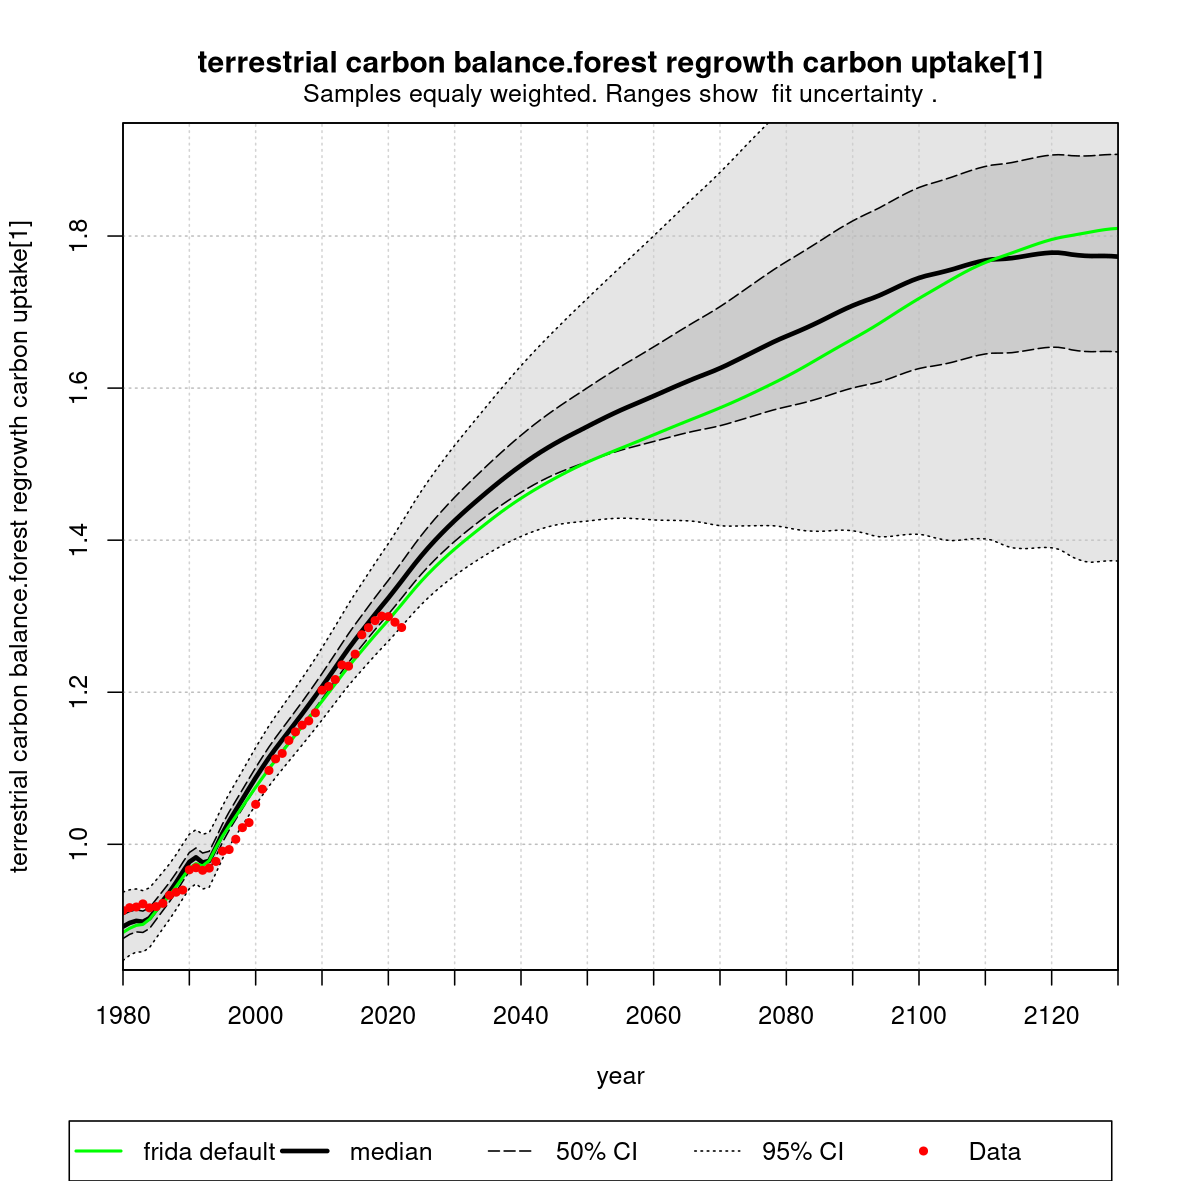 terrestrial carbon balance.forest regrowth carbon uptake[1]
Samples equaly weighted. Ranges show  fit uncertainty .
terrestrial carbon balance.forest regrowth carbon uptake[1]
1.8
1.6
1.4
1.2
1.0
1980 2000 2020 2040 2060 2080 2100 2120
year
frida default median 50% CI 95% CI Data